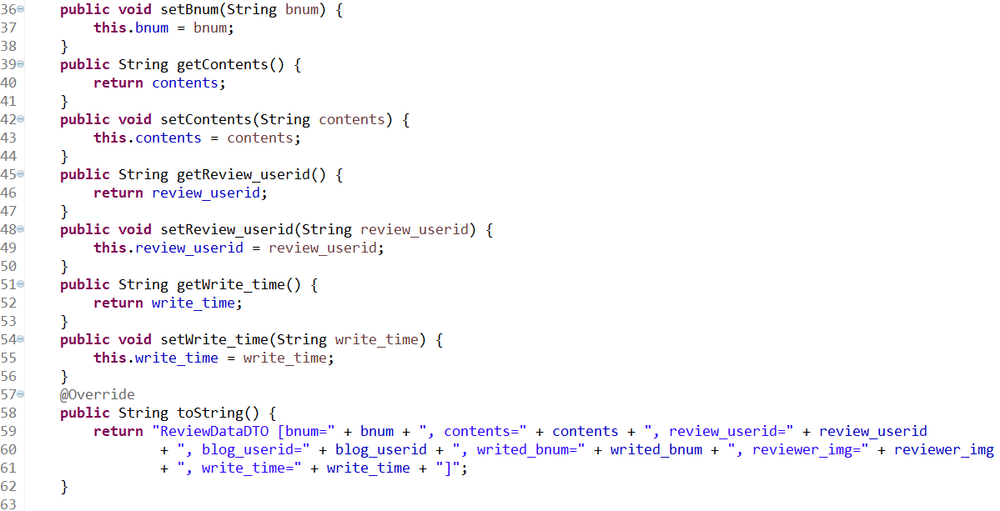 36 public void setBnum(String bnum) {
37 this.bnum = bnum;
38 }
39 public String getContents() {
40 return contents;
41 }
42 public void setContents(String contents) {
43 this.contents = contents;
44 }
45 public String getReview_userid() {
46 return review_userid;
47 }
48 public void setReview_userid(String review_userid) {
49 this.review_userid = review_userid;
50 }
51 public String getWrite_time() {
52 return write_time;
53 }
54 public void setWrite_time(String write_time) {
55 this.write_time = write_time;
56 }
57 @Override
58 public String toString() {
59 return "ReviewDataDTO [bnum=" + bnum + ", contents=" + contents + ", review_userid=" + review_userid
60 + ", blog_userid=" + blog_userid + ", writed_bnum=" + writed_bnum + ", reviewer_img=" + reviewer_img
61 + ", write_time=" + write_time + "]";
62 }
63